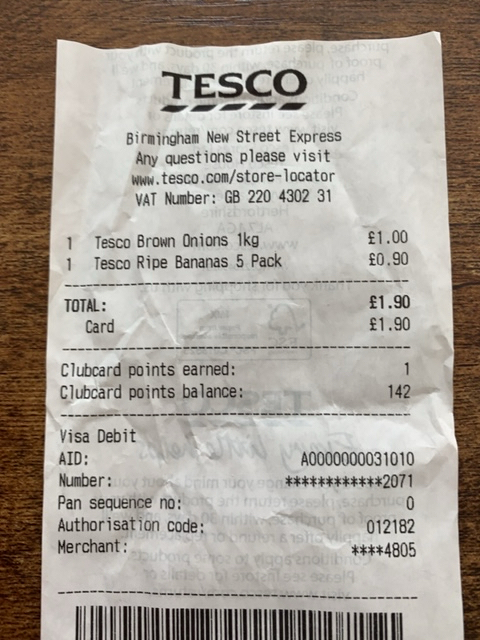 TESCO
Birmingham New Street Express
Any questions please visit
www.tesco.com/store-locator
VAT Number: GB 220 4302 31
1 Tesco Brown Onions 1kg £1.00
1 Tesco Ripe Bananas 5 Pack £0.90
TOTAL: £1.90
Card £1.90
Clubcard points earned: 1
Clubcard points balance: 142
Visa Debit
AID: A0000000031010
Number: ************2071
Pan sequence no: 0
Authorisation code: 012182
Merchant: ****4805